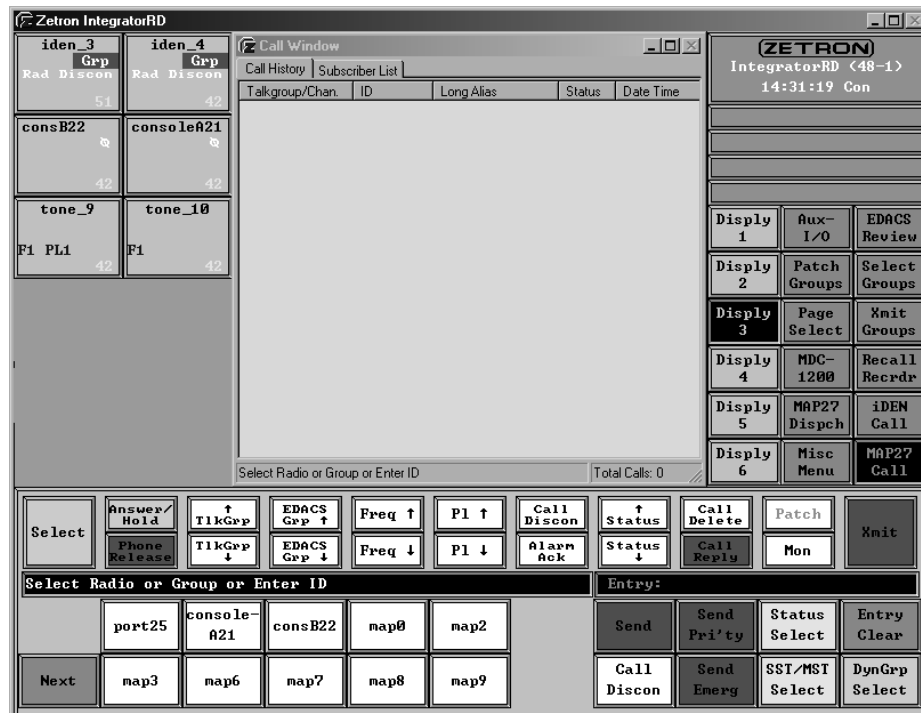 Zetron IntegratorRD
iden_3
Grp
Rad Discon
51
iden_4
Grp
Rad Discon
42
consB22
42
consoleA21
42
tone_9
F1 PL1
42
tone_10
F1
42
Call Window
Call History
Subscriber List
Talkgroup/Chan.
ID
Long Alias
Status
Date Time
Select Radio or Group or Enter ID
Total Calls: 0
ZETRON
IntegratorRD (48-1)
14:31:19 Con
Disply
1
Aux-
I/O
EDACS
Review
Disply
2
Patch
Groups
Select
Groups
Disply
3
Page
Select
Xmit
Groups
Disply
4
MDC-
1200
Recall
Recrdr
Disply
5
MAP27
Dispch
iDEN
Call
Disply
6
Misc
Menu
MAP27
Call
Select
Answer/
Hold
↑
TlkGrp
EDACS
Grp ↑
Freq ↑
Pl ↑
Call
Discon
↑
Status
Call
Delete
Patch
Xmit
Phone
Release
TlkGrp
↓
EDACS
Grp ↓
Freq ↓
Pl ↓
Alarm
Ack
Status
↓
Call
Reply
Mon
Select Radio or Group or Enter ID
Entry:
port25
console-
A21
consB22
map0
map2
Send
Send
Pri'ty
Status
Select
Entry
Clear
Next
map3
map6
map7
map8
map9
Call
Discon
Send
Emerg
SST/MST
Select
DynGrp
Select